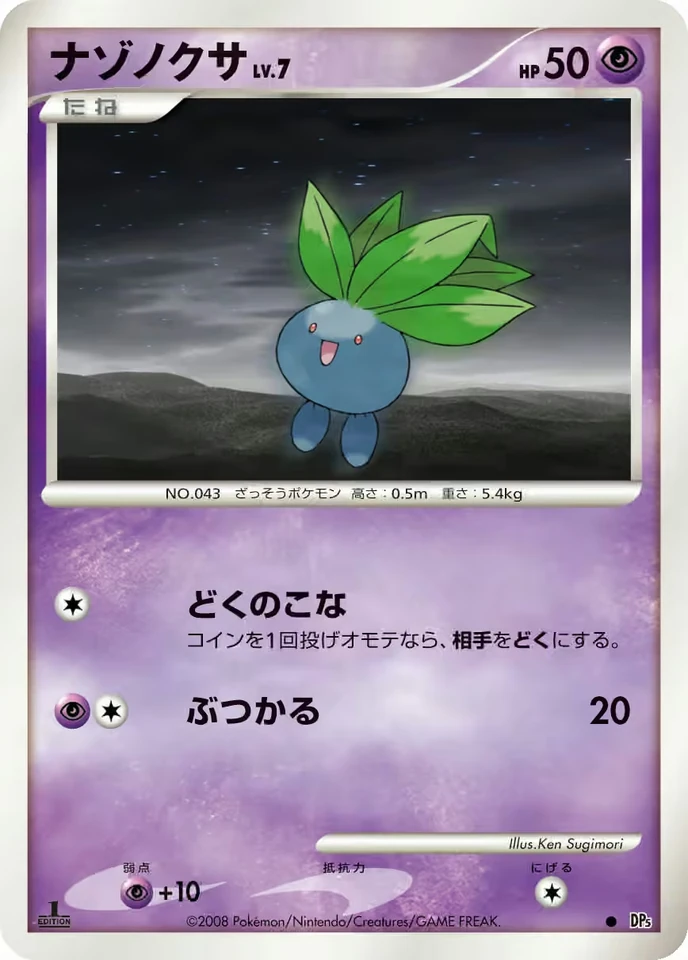 ナゾノクサ LV.7 HP 50
たね
NO.043 ざっそうポケモン 高さ:0.5m 重さ:5.4kg
どくのこな
コインを1回投げオモテなら、相手をどくにする。
ぶつかる 20
Illus.Ken Sugimori
弱点 抵抗力 にげる
+10
1 EDITION ©2008 Pokémon/Nintendo/Creatures/GAME FREAK. DP5